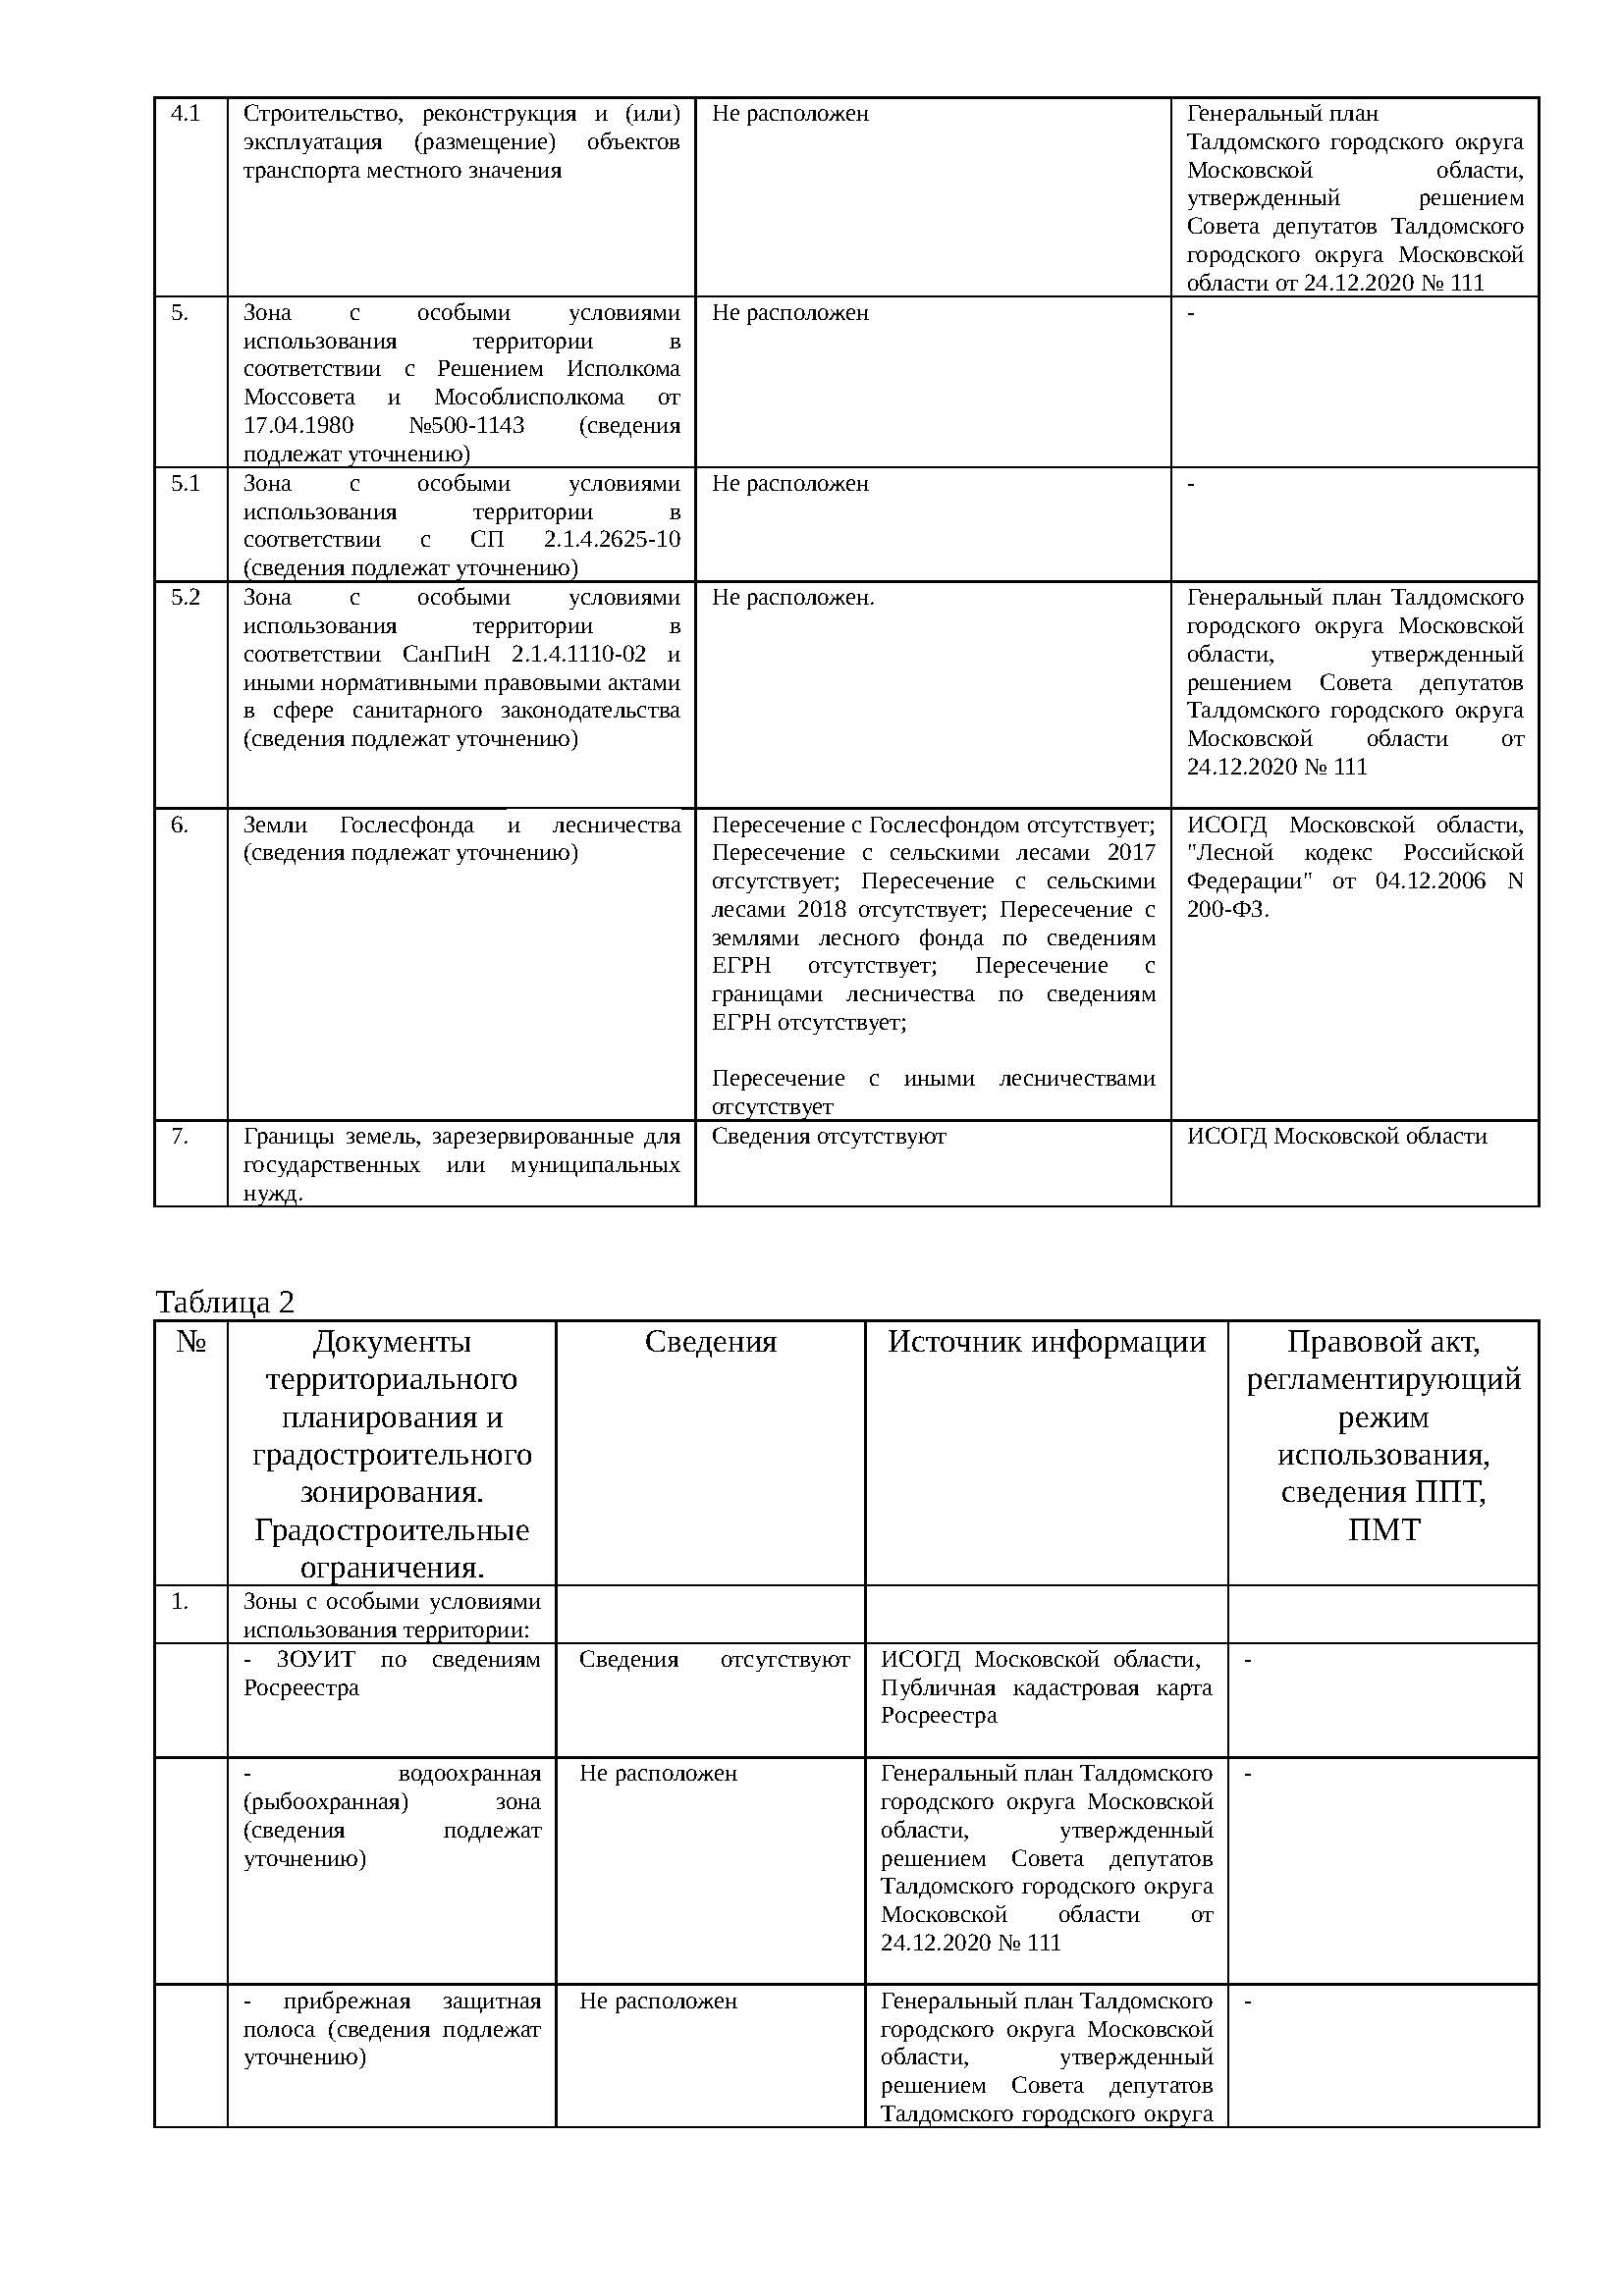 4.1
Строительство, реконструкция и (или)
эксплуатация (размещение) объектов
транспорта местного значения
Не расположен
Генеральный план
Талдомского городского округа
Московской области,
утвержденный решением
Совета депутатов Талдомского
городского округа Московской
области от 24.12.2020 № 111
5.
Зона с особыми условиями
использования территории в
соответствии с Решением Исполкома
Моссовета и Мособлисполкома от
17.04.1980 №500-1143 (сведения
подлежат уточнению)
Не расположен
-
5.1
Зона с особыми условиями
использования территории в
соответствии с СП 2.1.4.2625-10
(сведения подлежат уточнению)
Не расположен
-
5.2
Зона с особыми условиями
использования территории в
соответствии СанПиН 2.1.4.1110-02 и
иными нормативными правовыми актами
в сфере санитарного законодательства
(сведения подлежат уточнению)
Не расположен.
Генеральный план Талдомского
городского округа Московской
области, утвержденный
решением Совета депутатов
Талдомского городского округа
Московской области от
24.12.2020 № 111
6.
Земли Гослесфонда и лесничества
(сведения подлежат уточнению)
Пересечение с Гослесфондом отсутствует;
Пересечение с сельскими лесами 2017
отсутствует; Пересечение с сельскими
лесами 2018 отсутствует; Пересечение с
землями лесного фонда по сведениям
ЕГРН отсутствует; Пересечение с
границами лесничества по сведениям
ЕГРН отсутствует;
Пересечение с иными лесничествами
отсутствует
ИСОГД Московской области,
"Лесной кодекс Российской
Федерации" от 04.12.2006 N
200-ФЗ.
7.
Границы земель, зарезервированные для
государственных или муниципальных
нужд.
Сведения отсутствуют
ИСОГД Московской области
Таблица 2
№
Документы
территориального
планирования и
градостроительного
зонирования.
Градостроительные
ограничения.
Сведения
Источник информации
Правовой акт,
регламентирующий
режим
использования,
сведения ППТ,
ПМТ
1.
Зоны с особыми условиями
использования территории:
- ЗОУИТ по сведениям
Росреестра
Сведения отсутствуют
ИСОГД Московской области,
Публичная кадастровая карта
Росреестра
-
- водоохранная
(рыбоохранная) зона
(сведения подлежат
уточнению)
Не расположен
Генеральный план Талдомского
городского округа Московской
области, утвержденный
решением Совета депутатов
Талдомского городского округа
Московской области от
24.12.2020 № 111
-
- прибрежная защитная
полоса (сведения подлежат
уточнению)
Не расположен
Генеральный план Талдомского
городского округа Московской
области, утвержденный
решением Совета депутатов
Талдомского городского округа
-